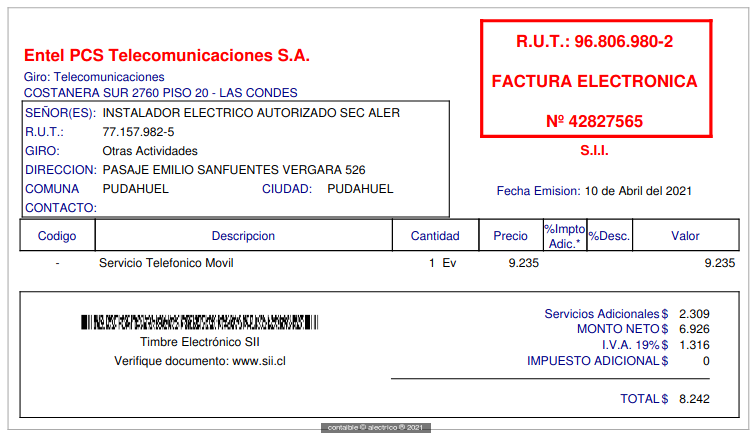 Entel PCS Telecomunicaciones S.A.
Giro: Telecomunicaciones
COSTANERA SUR 2760 PISO 20 - LAS CONDES
R.U.T.: 96.806.980-2
FACTURA ELECTRONICA
Nº 42827565
S.I.I.
SEÑOR(ES): INSTALADOR ELECTRICO AUTORIZADO SEC ALER
R.U.T.: 77.157.982-5
GIRO: Otras Actividades
DIRECCION: PASAJE EMILIO SANFUENTES VERGARA 526
COMUNA PUDAHUEL CIUDAD: PUDAHUEL
CONTACTO:
Fecha Emision: 10 de Abril del 2021
Codigo Descripcion Cantidad Precio %Impto Adic.* %Desc. Valor
- Servicio Telefonico Movil 1 Ev 9.235 9.235
Timbre Electrónico SII
Verifique documento: www.sii.cl
Servicios Adicionales $ 2.309
MONTO NETO $ 6.926
I.V.A. 19% $ 1.316
IMPUESTO ADICIONAL $ 0
TOTAL $ 8.242
contaible © alectrico ® 2021